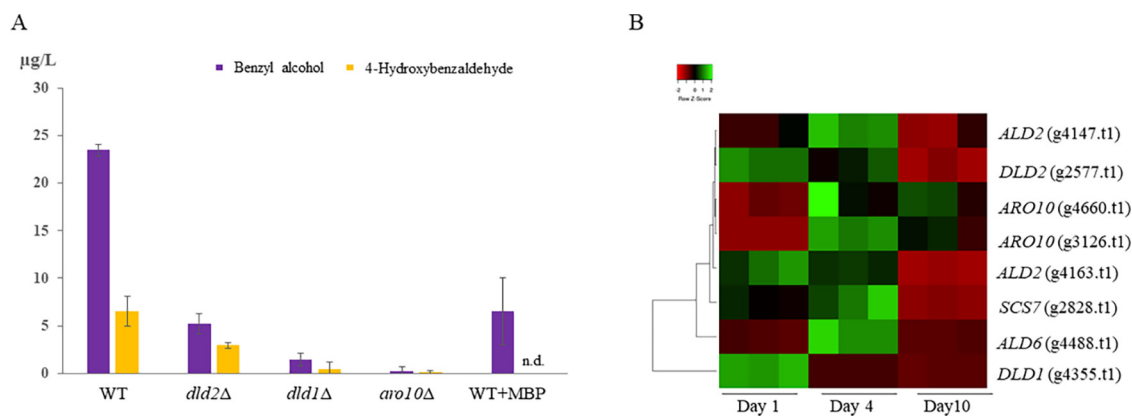 A
µg/L
Benzyl alcohol
4-Hydroxybenzaldehyde
30
25
20
15
10
5
0
n.d.
WT
dld2Δ
dld1Δ
aro10Δ
WT+MBP
B
-2 0 1 2
Row Z-Score
ALD2 (g4147.t1)
DLD2 (g2577.t1)
ARO10 (g4660.t1)
ARO10 (g3126.t1)
ALD2 (g4163.t1)
SCS7 (g2828.t1)
ALD6 (g4488.t1)
DLD1 (g4355.t1)
Day 1
Day 4
Day10